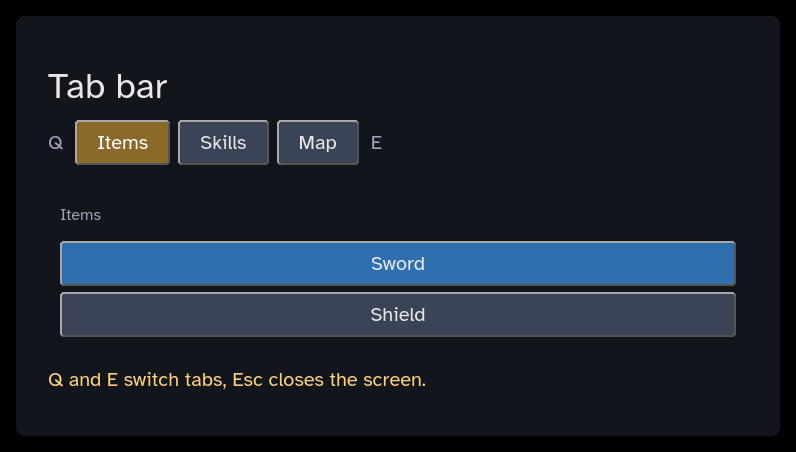 Tab bar
Q Items Skills Map E
Items
Sword
Shield
Q and E switch tabs, Esc closes the screen.